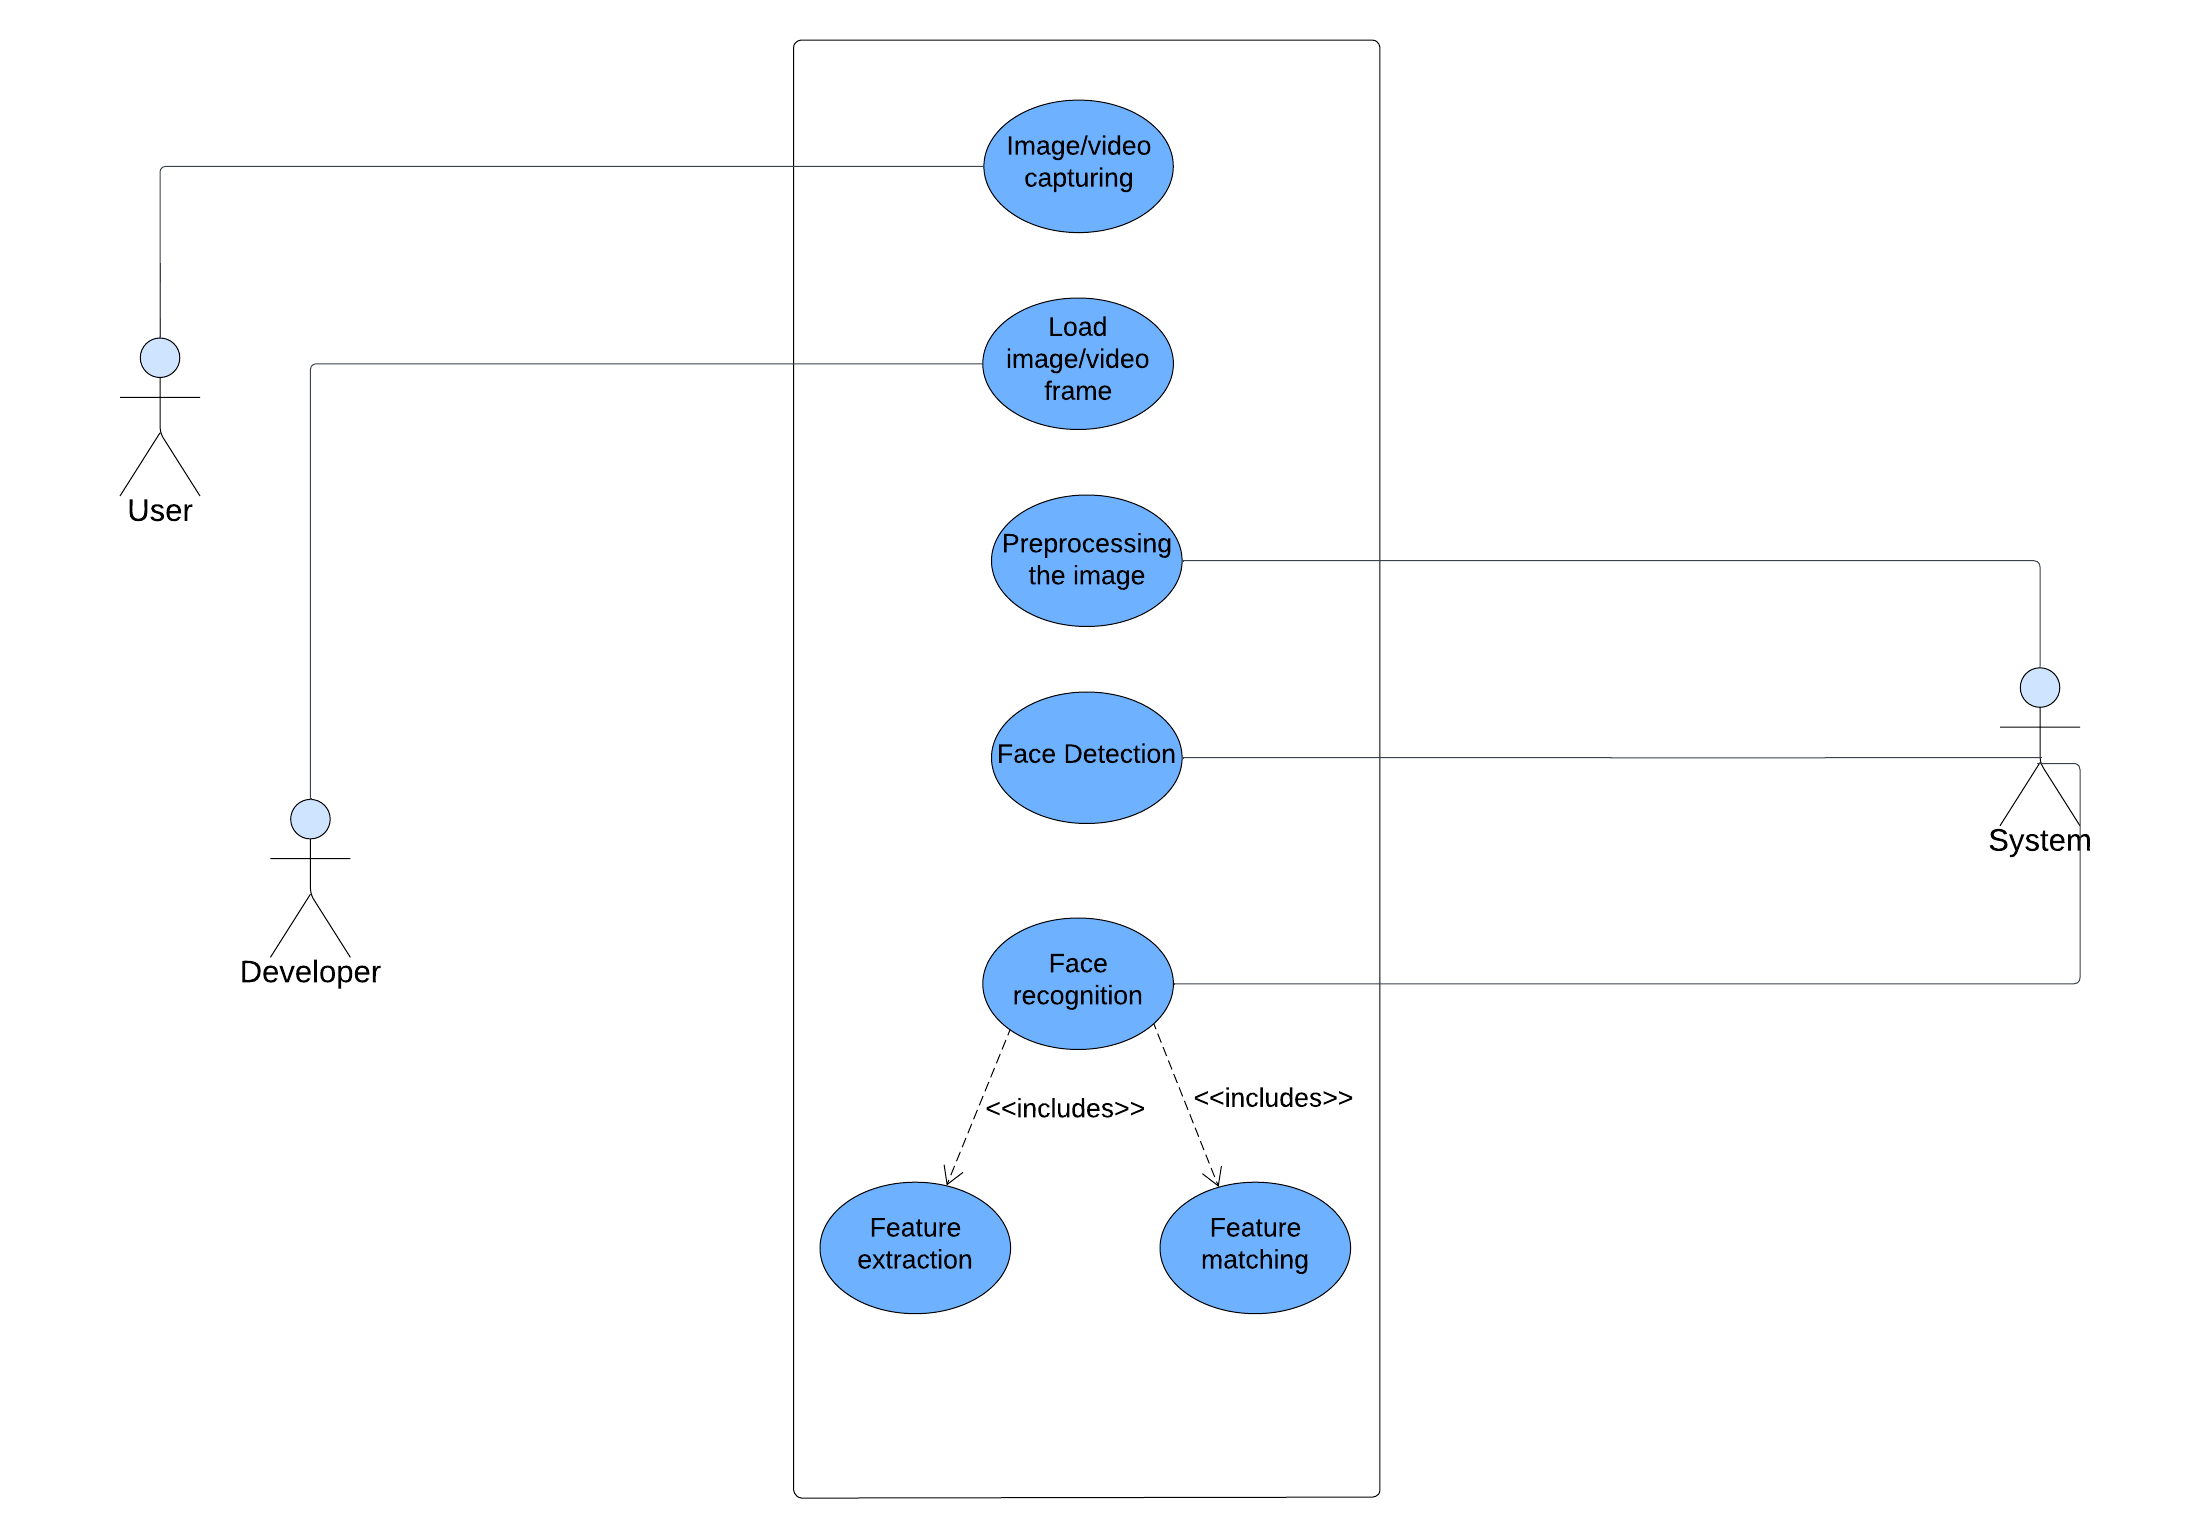 Image/video
capturing
Load
image/video
frame
User
Preprocessing
the image
Face Detection
System
Developer
Face
recognition
<<includes>>
<<includes>>
Feature
extraction
Feature
matching